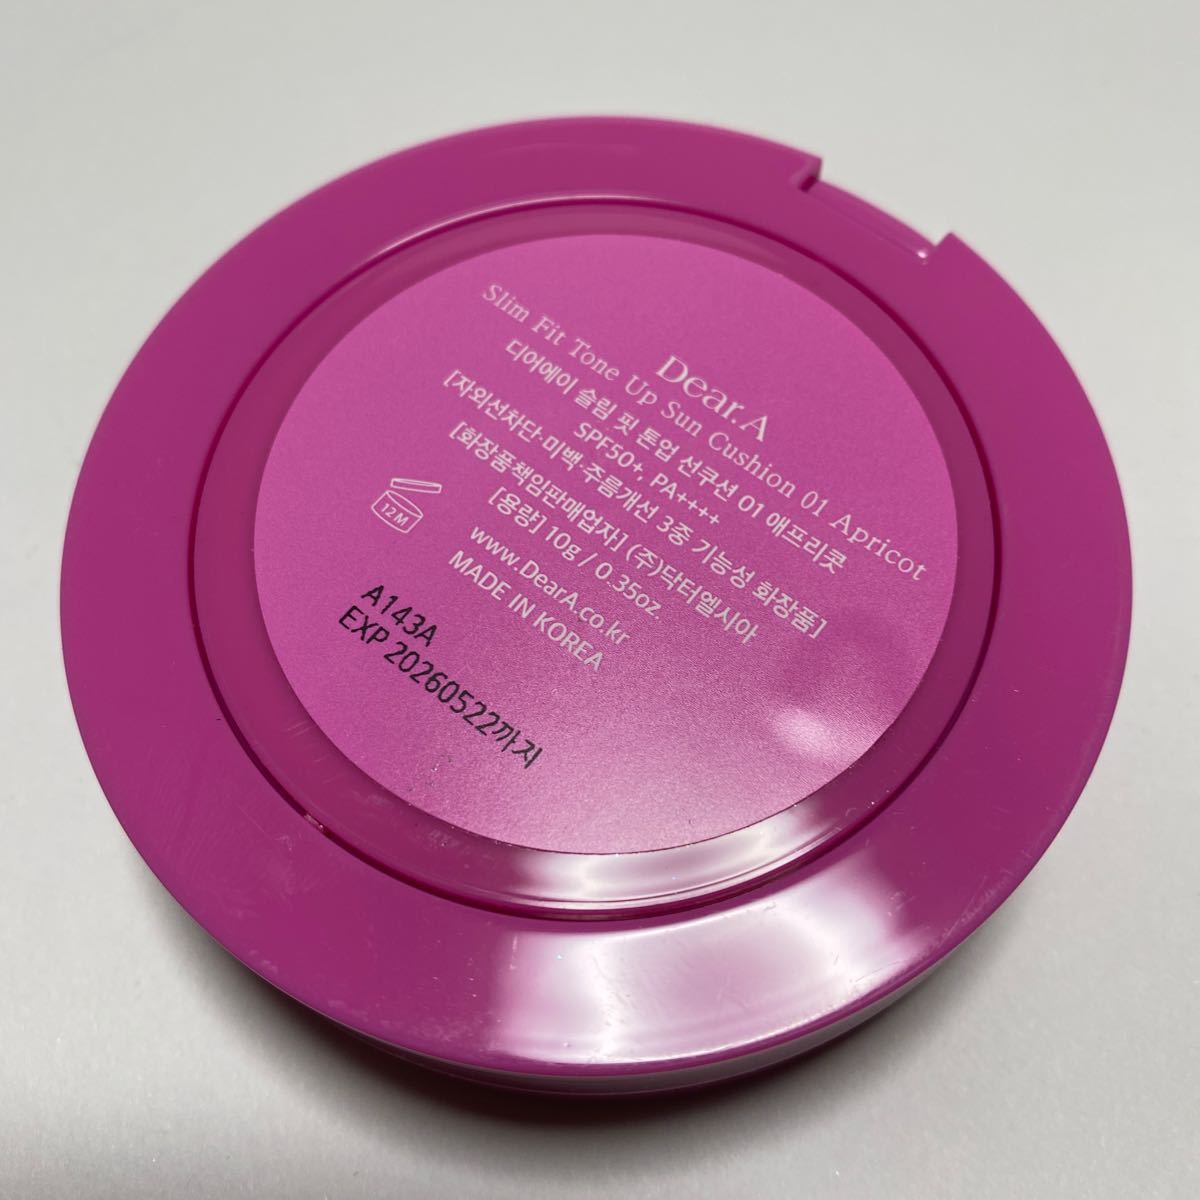 Dear.A
Slim Fit Tone Up Sun Cushion 01 Apricot
디어에이 슬림 핏 톤업 선쿠션 01 애프리콧
SPF50+, PA++++
[자외선차단·미백·주름개선 3중 기능성 화장품]
[화장품책임판매업자] (주)닥터엘시아
[용량] 10g / 0.35oz.
www.DearA.co.kr
MADE IN KOREA
12M
A143A
EXP 20260522까지